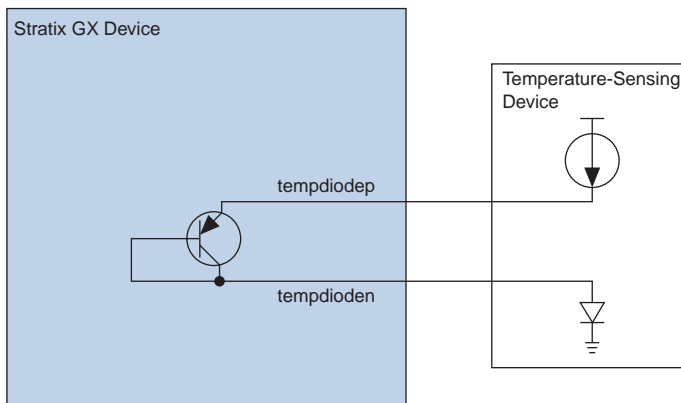 Stratix GX Device
Temperature-Sensing
Device
tempdiodep
tempdioden